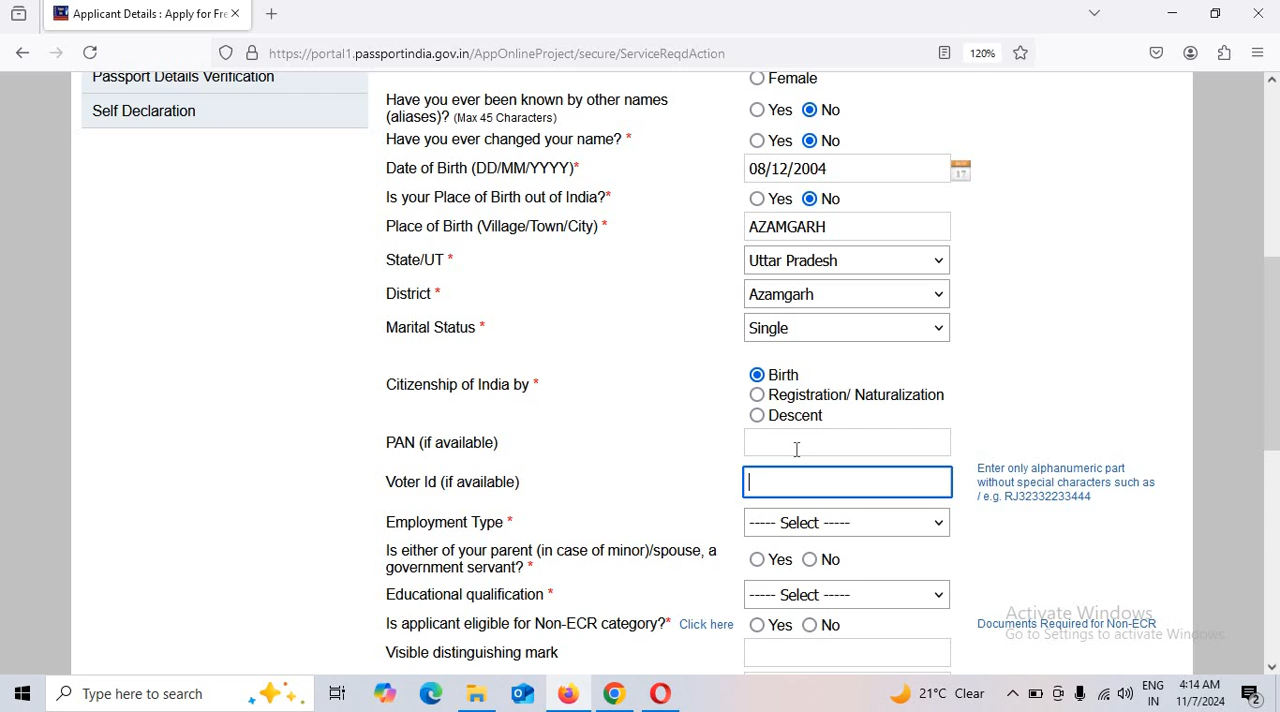 Applicant Details : Apply for Fre
https://portal1.passportindia.gov.in/AppOnlineProject/secure/ServiceReqdAction
120%
Passport Details Verification
Self Declaration
Female
Have you ever been known by other names
(aliases)? (Max 45 Characters)
Yes No
Have you ever changed your name? *
Yes No
Date of Birth (DD/MM/YYYY)*
08/12/2004
17
Is your Place of Birth out of India?*
Yes No
Place of Birth (Village/Town/City) *
AZAMGARH
State/UT *
Uttar Pradesh
District *
Azamgarh
Marital Status *
Single
Citizenship of India by *
Birth
Registration/ Naturalization
Descent
PAN (if available)
Voter Id (if available)
Enter only alphanumeric part
without special characters such as
/ e.g. RJ32332233444
Employment Type *
----- Select -----
Is either of your parent (in case of minor)/spouse, a
government servant? *
Yes No
Educational qualification *
----- Select -----
Is applicant eligible for Non-ECR category?* Click here
Yes No
Documents Required for Non-ECR
Visible distinguishing mark
Activate Windows
Go to Settings to activate Windows.
Type here to search
21°C Clear
ENG
IN
4:14 AM
11/7/2024
2